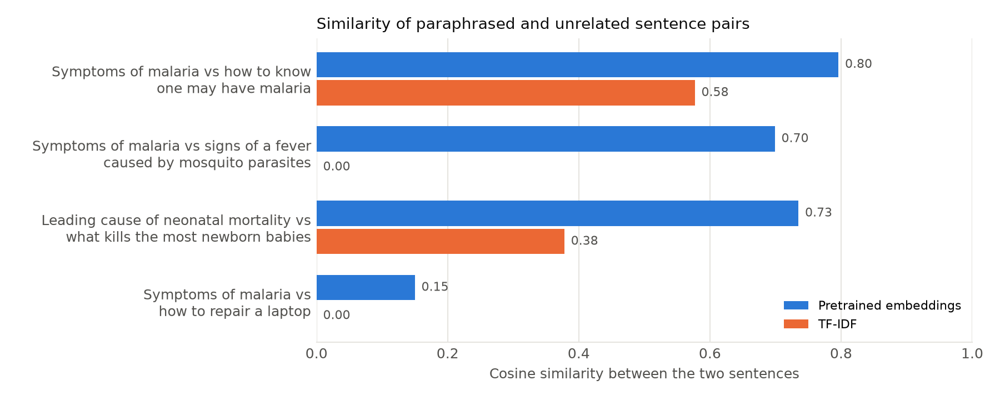 Similarity of paraphrased and unrelated sentence pairs
Symptoms of malaria vs how to know
one may have malaria
0.80
0.58
Symptoms of malaria vs signs of a fever
caused by mosquito parasites
0.70
0.00
Leading cause of neonatal mortality vs
what kills the most newborn babies
0.73
0.38
Symptoms of malaria vs
how to repair a laptop
0.15
0.00
Pretrained embeddings
TF-IDF
0.0 0.2 0.4 0.6 0.8 1.0
Cosine similarity between the two sentences